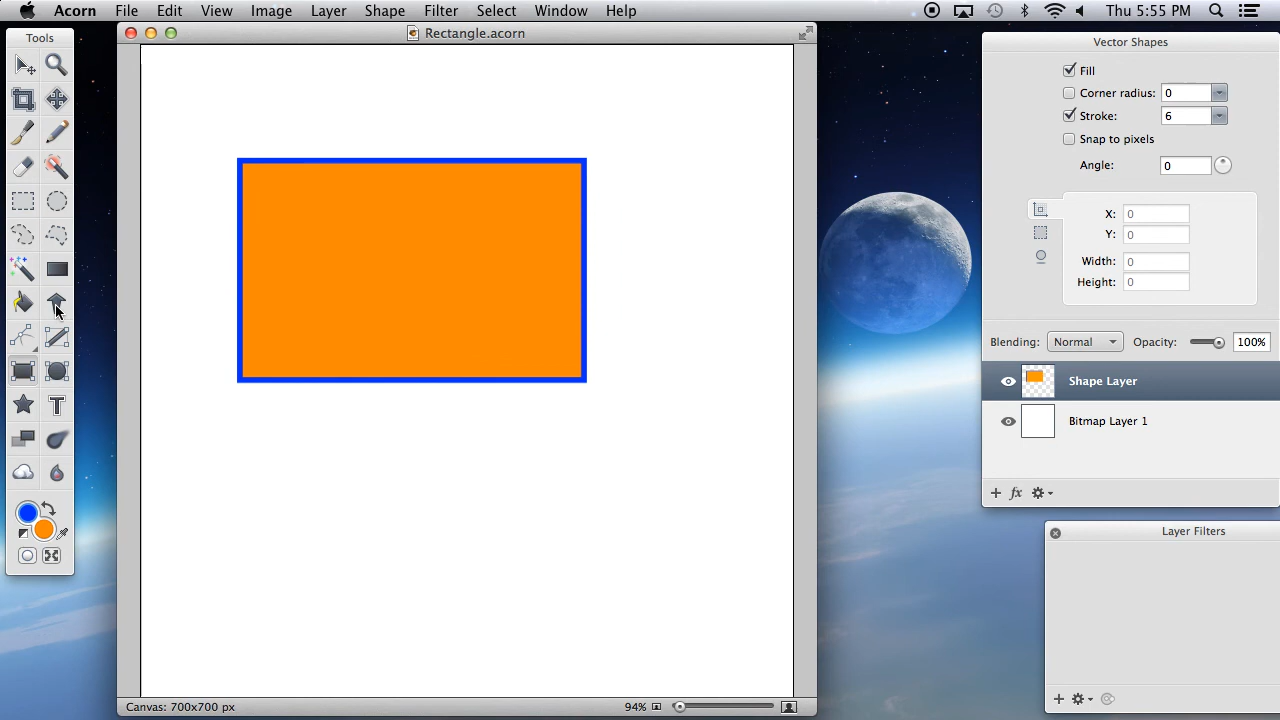 Acorn File Edit View Image Layer Shape Filter Select Window Help Thu 5:55 PM
Tools
Rectangle.acorn
Vector Shapes
Fill
Corner radius: 0
Stroke: 6
Snap to pixels
Angle: 0
X: 0
Y: 0
Width: 0
Height: 0
Blending: Normal Opacity: 100%
Shape Layer
Bitmap Layer 1
fx
Layer Filters
Canvas: 700x700 px 94%